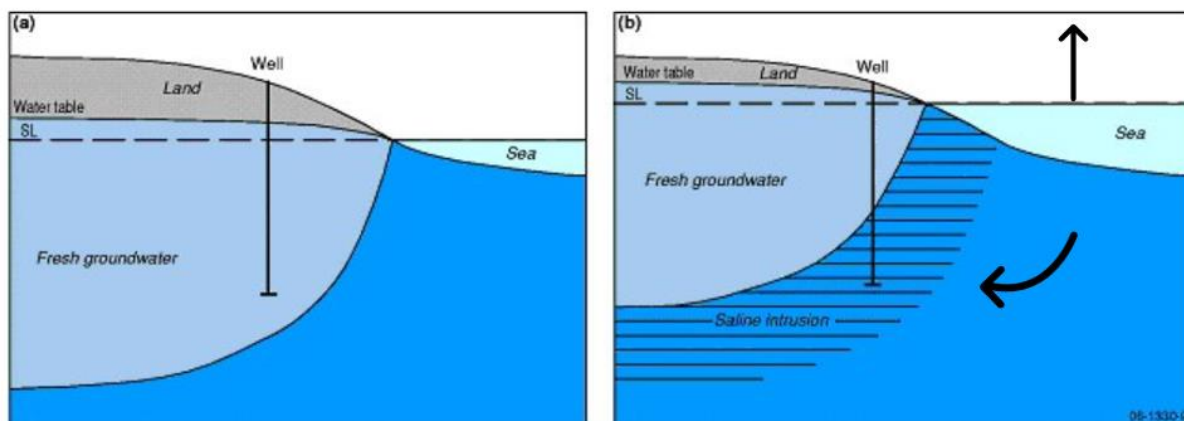 (a)
Well
Land
Water table
SL
Sea
Fresh groundwater
(b)
Well
Water table
Land
SL
Sea
Fresh groundwater
Saline intrusion